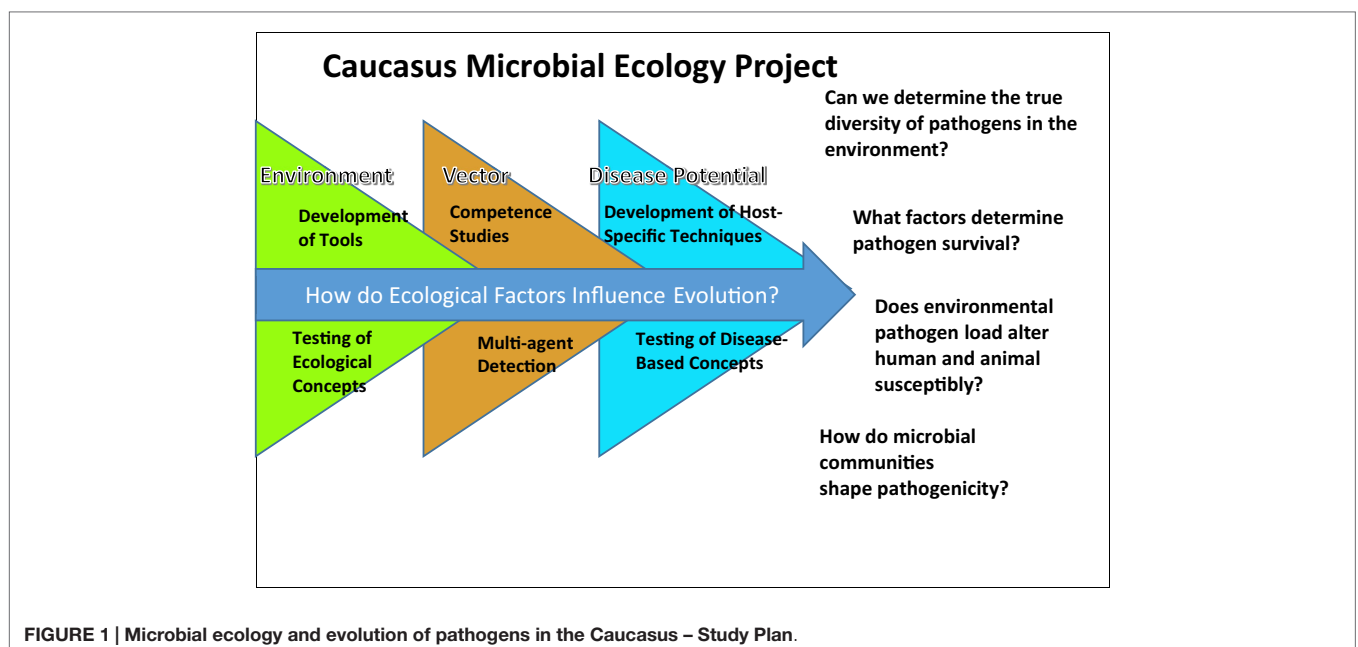 Caucasus Microbial Ecology Project
Environment
Development
of Tools
Testing of
Ecological
Concepts
Vector
Competence
Studies
Multi-agent
Detection
Disease Potential
Development of Host-
Specific Techniques
Testing of Disease-
Based Concepts
How do Ecological Factors Influence Evolution?
Can we determine the true
diversity of pathogens in the
environment?
What factors determine
pathogen survival?
Does environmental
pathogen load alter
human and animal
susceptibly?
How do microbial
communities
shape pathogenicity?
FIGURE 1 | Microbial ecology and evolution of pathogens in the Caucasus – Study Plan.